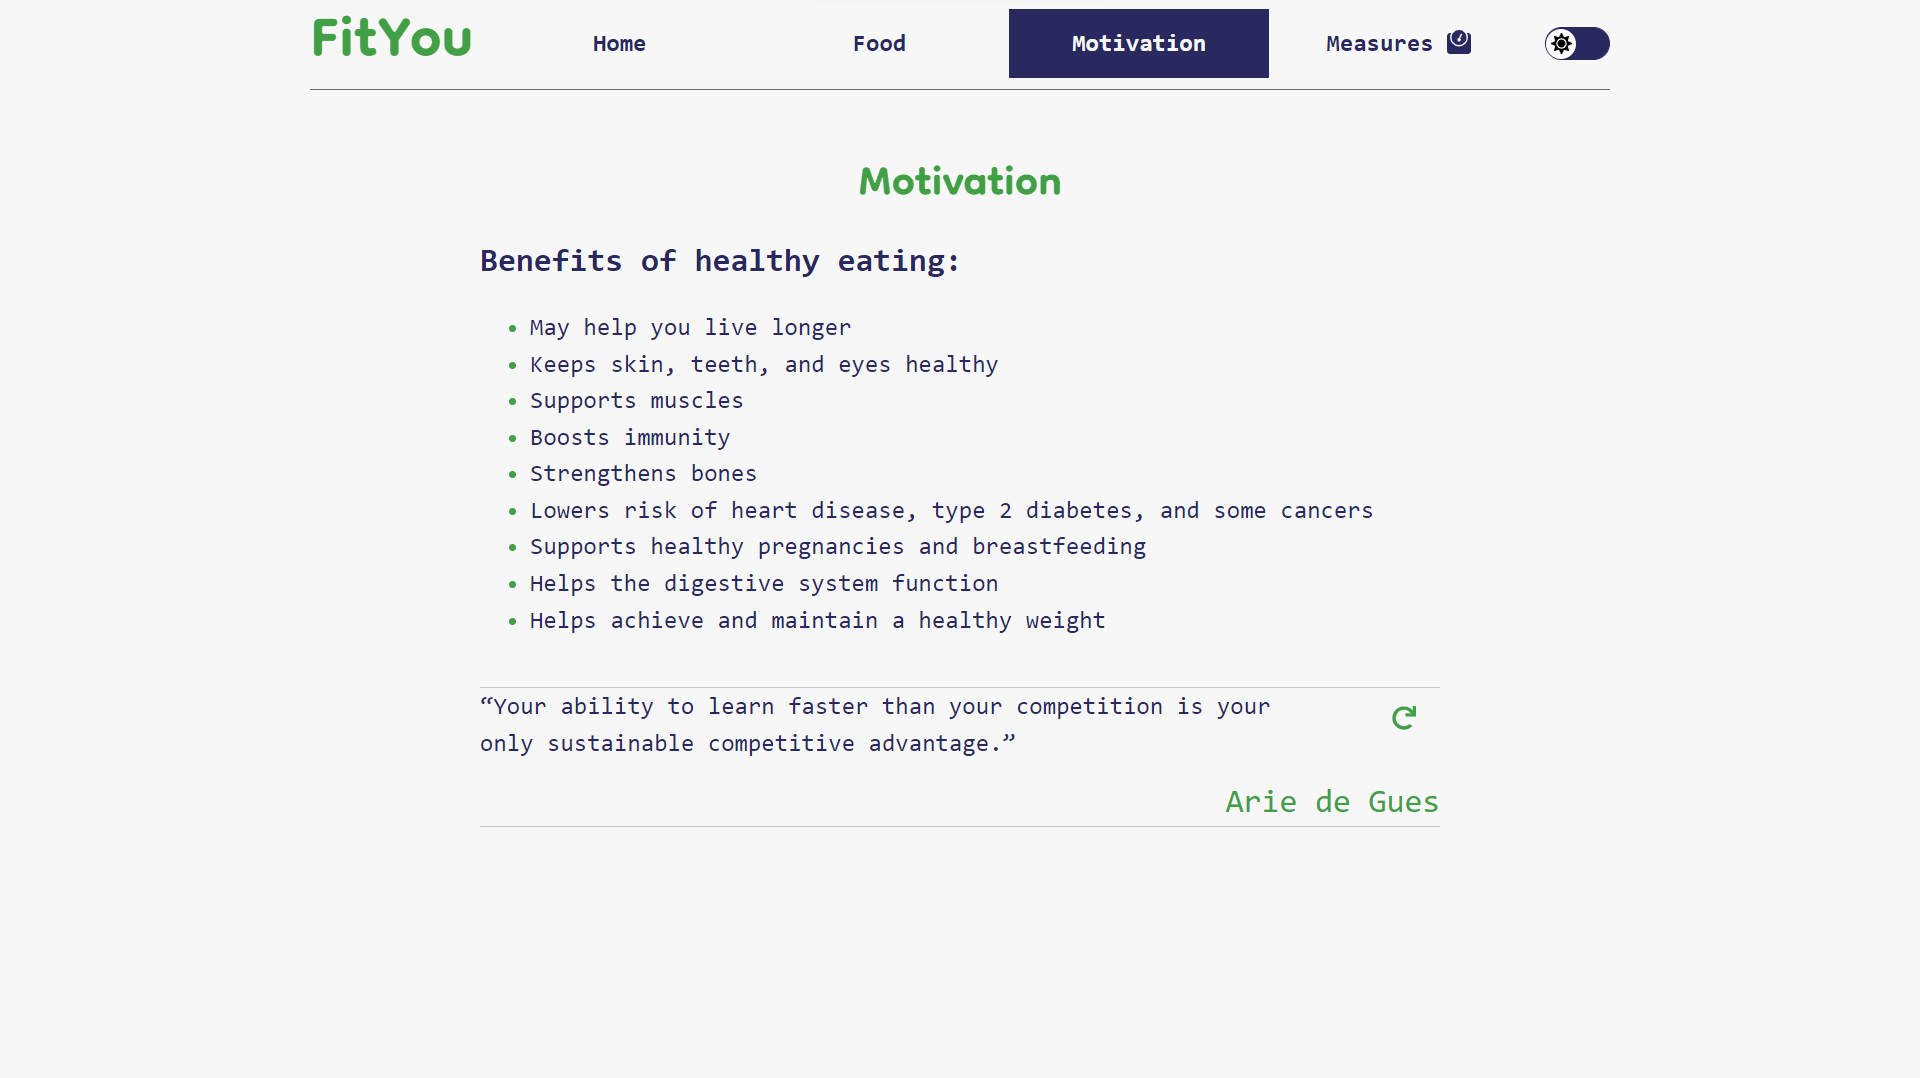 FitYou
Home
Food
Motivation
Measures
Motivation
Benefits of healthy eating:
May help you live longer
Keeps skin, teeth, and eyes healthy
Supports muscles
Boosts immunity
Strengthens bones
Lowers risk of heart disease, type 2 diabetes, and some cancers
Supports healthy pregnancies and breastfeeding
Helps the digestive system function
Helps achieve and maintain a healthy weight
“Your ability to learn faster than your competition is your
only sustainable competitive advantage.”
Arie de Gues